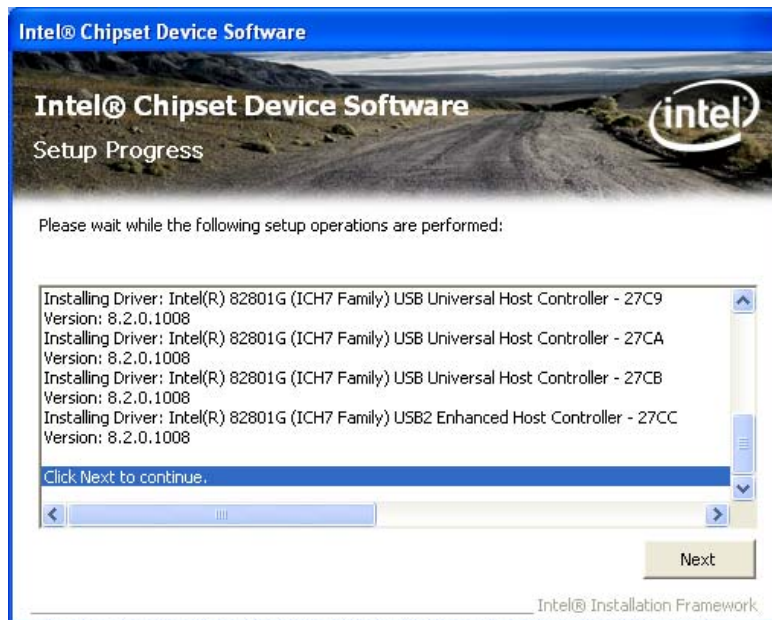 Intel® Chipset Device Software
Intel® Chipset Device Software
intel
Setup Progress
Please wait while the following setup operations are performed:
Installing Driver: Intel(R) 82801G (ICH7 Family) USB Universal Host Controller - 27C9
Version: 8.2.0.1008
Installing Driver: Intel(R) 82801G (ICH7 Family) USB Universal Host Controller - 27CA
Version: 8.2.0.1008
Installing Driver: Intel(R) 82801G (ICH7 Family) USB Universal Host Controller - 27CB
Version: 8.2.0.1008
Installing Driver: Intel(R) 82801G (ICH7 Family) USB2 Enhanced Host Controller - 27CC
Version: 8.2.0.1008
Click Next to continue.
Next
Intel® Installation Framework